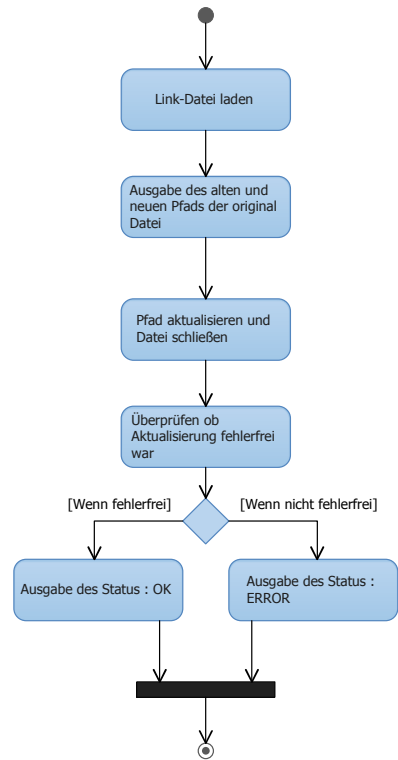 Link-Datei laden
Ausgabe des alten und
neuen Pfads der original
Datei
Pfad aktualisieren und
Datei schließen
Überprüfen ob
Aktualisierung fehlerfrei
war
[Wenn fehlerfrei]
[Wenn nicht fehlerfrei]
Ausgabe des Status : OK
Ausgabe des Status :
ERROR